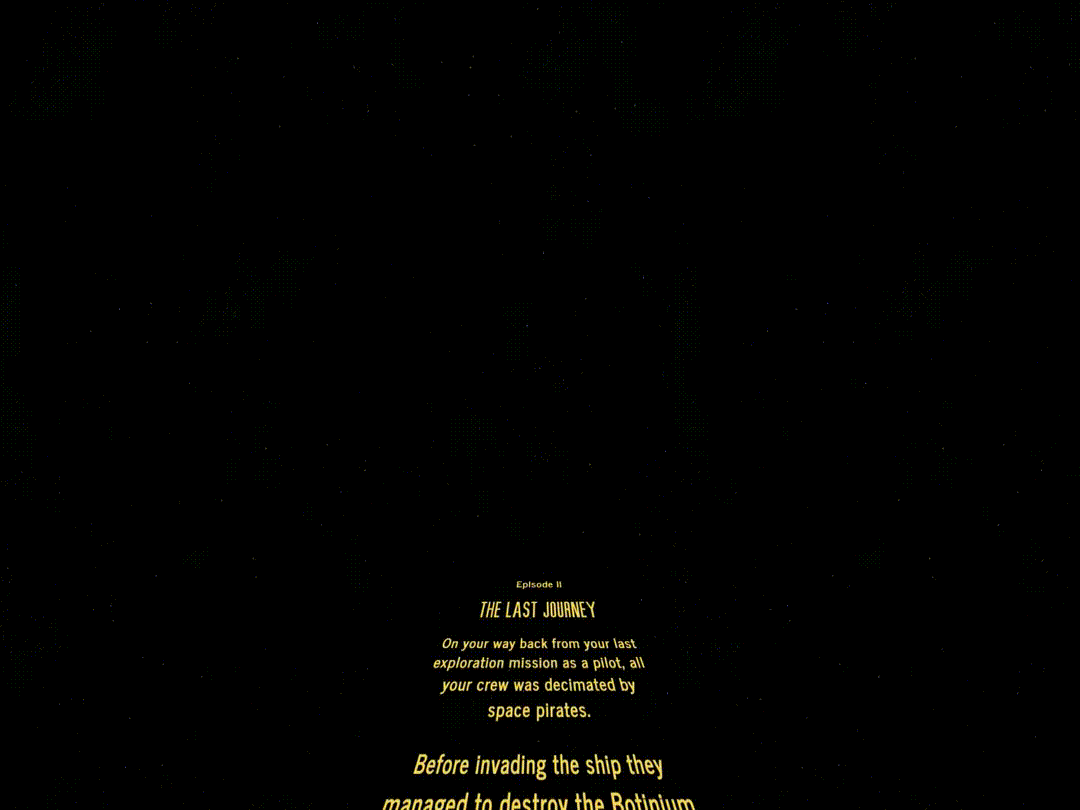 Episode II
THE LAST JOURNEY
On your way back from your last
exploration mission as a pilot, all
your crew was decimated by
space pirates.
Before invading the ship they
managed to destroy the Botinium